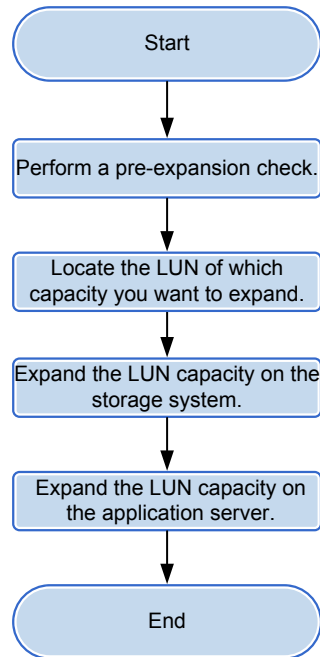 Start
Perform a pre-expansion check.
Locate the LUN of which
capacity you want to expand.
Expand the LUN capacity on the
storage system.
Expand the LUN capacity on
the application server.
End